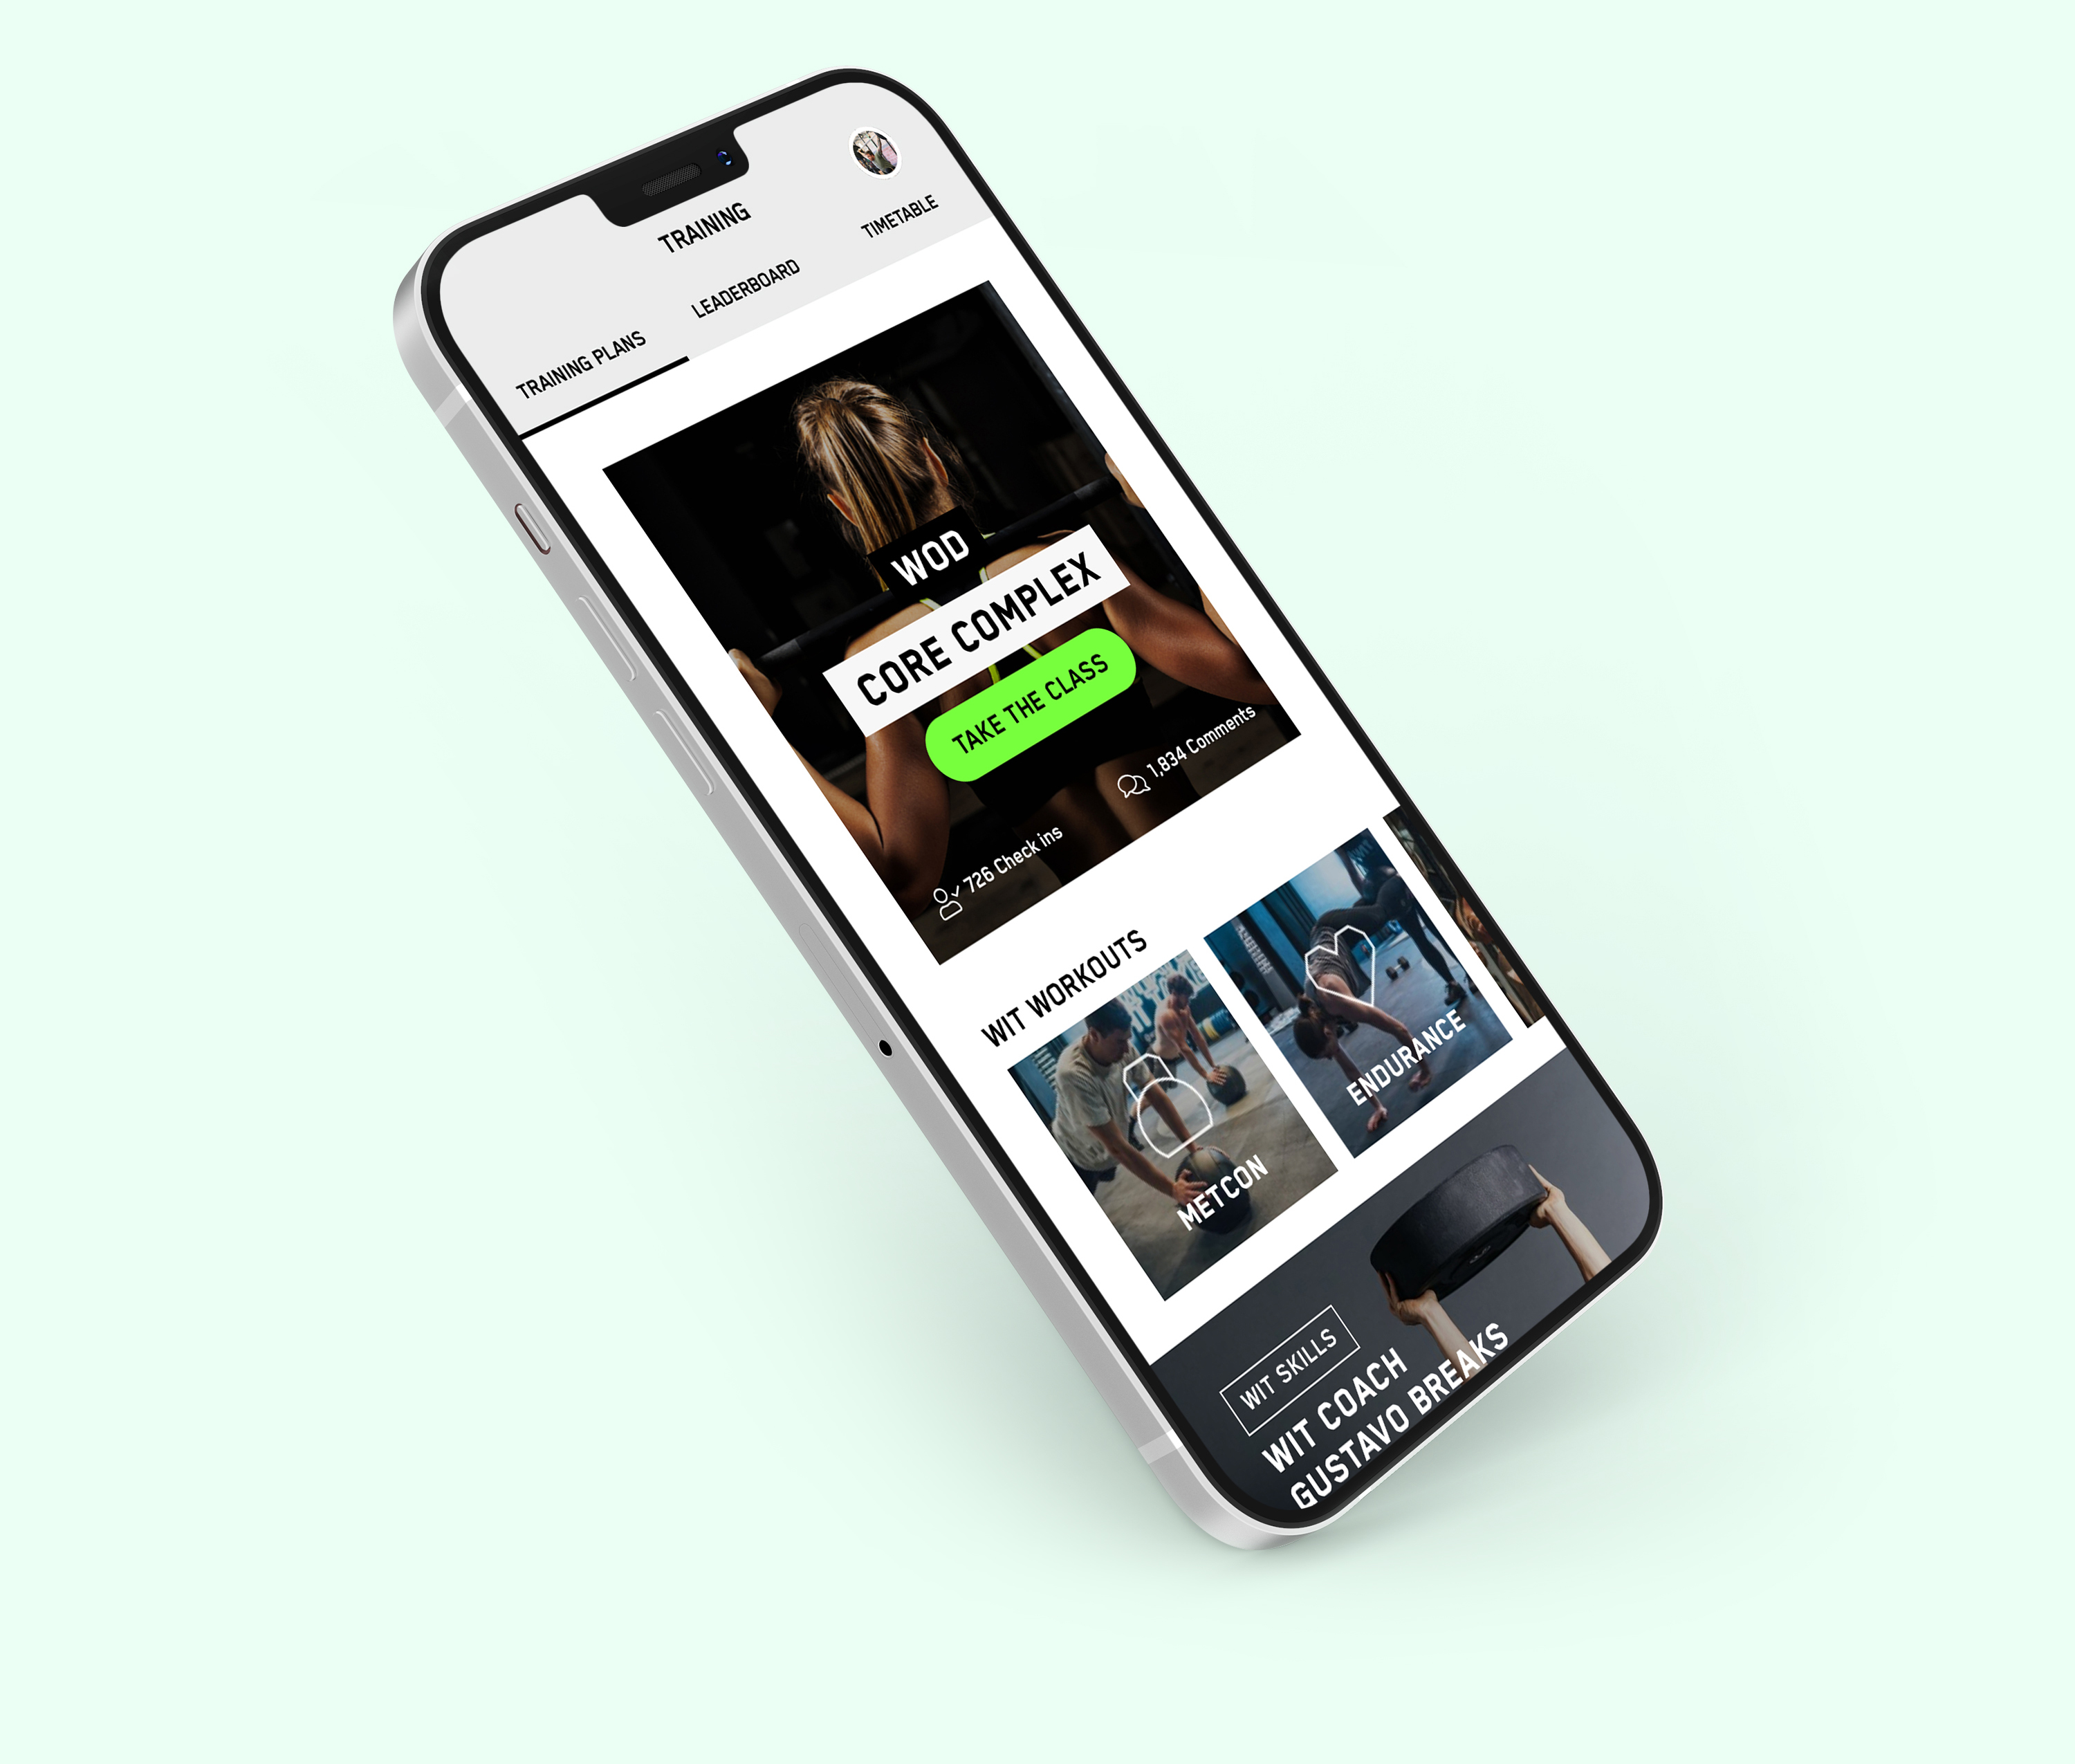 TRAINING
TRAINING PLANS
LEADERBOARD
TIMETABLE
WOD
CORE COMPLEX
TAKE THE CLASS
726 Check ins
1,834 Comments
WIT WORKOUTS
METCON
ENDURANCE
WIT SKILLS
WIT COACH
GUSTAVO BREAKS